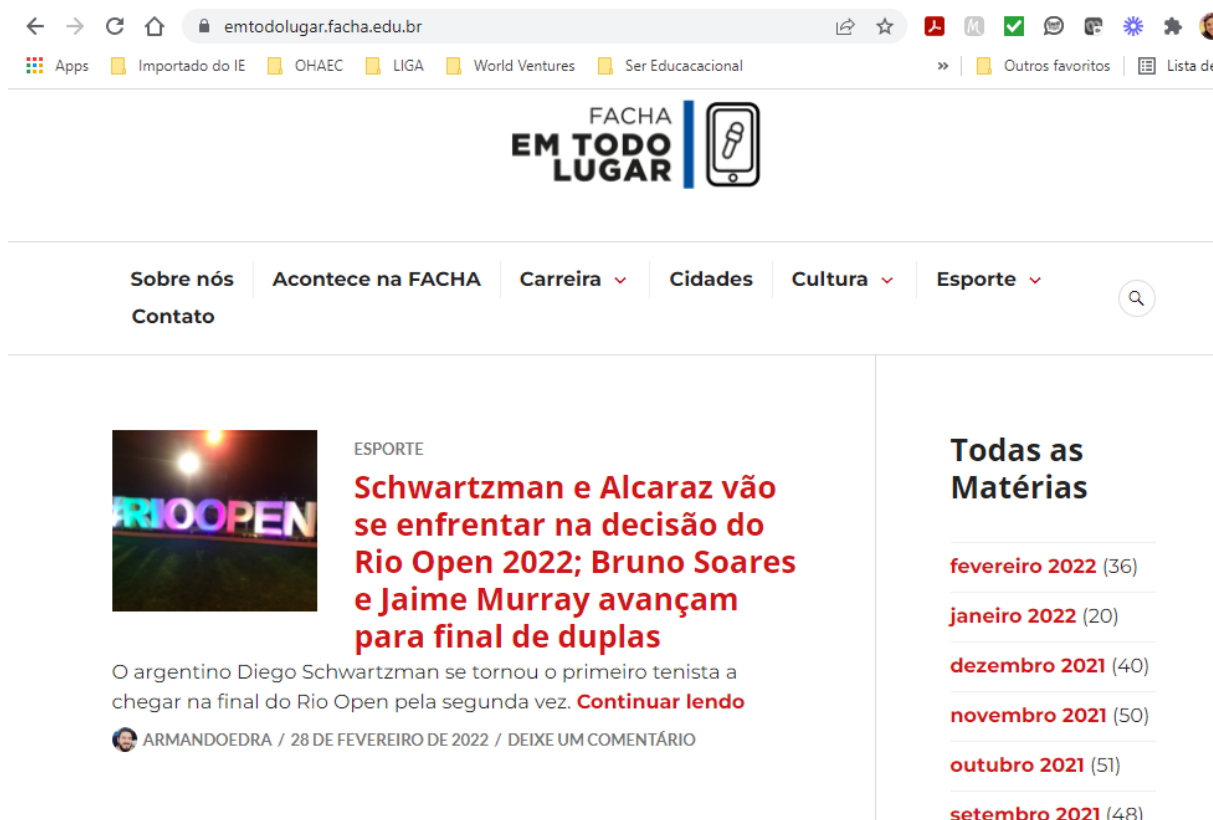 emtodolugar.facha.edu.br
Apps Importado do IE OHAEC LIGA World Ventures Ser Educacacional » Outros favoritos Lista de
FACHA
EM TODO
LUGAR
Sobre nós Acontece na FACHA Carreira Cidades Cultura Esporte
Contato
#RIOOPEN
ESPORTE
Schwartzman e Alcaraz vão
se enfrentar na decisão do
Rio Open 2022; Bruno Soares
e Jaime Murray avançam
para final de duplas
O argentino Diego Schwartzman se tornou o primeiro tenista a
chegar na final do Rio Open pela segunda vez. Continuar lendo
ARMANDOEDRA / 28 DE FEVEREIRO DE 2022 / DEIXE UM COMENTÁRIO
Todas as
Matérias
fevereiro 2022 (36)
janeiro 2022 (20)
dezembro 2021 (40)
novembro 2021 (50)
outubro 2021 (51)
setembro 2021 (48)